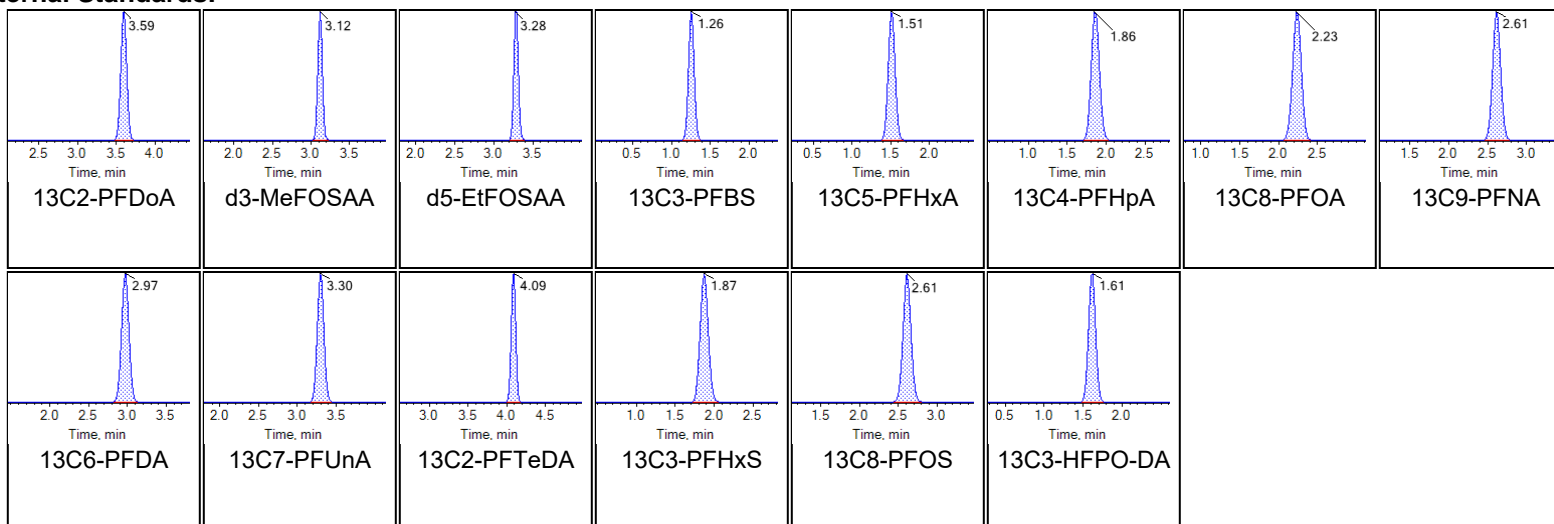 ternal Standards:
3.59
2.5 3.0 3.5 4.0
Time, min
13C2-PFDoA
3.12
2.0 2.5 3.0 3.5
Time, min
d3-MeFOSAA
3.28
2.0 2.5 3.0 3.5
Time, min
d5-EtFOSAA
1.26
0.5 1.0 1.5 2.0
Time, min
13C3-PFBS
1.51
0.5 1.0 1.5 2.0
Time, min
13C5-PFHxA
1.86
1.0 1.5 2.0 2.5
Time, min
13C4-PFHpA
2.23
1.0 1.5 2.0 2.5
Time, min
13C8-PFOA
2.61
1.5 2.0 2.5 3.0
Time, min
13C9-PFNA
2.97
2.0 2.5 3.0 3.5
Time, min
13C6-PFDA
3.30
2.0 2.5 3.0 3.5
Time, min
13C7-PFUnA
4.09
3.0 3.5 4.0 4.5
Time, min
13C2-PFTeDA
1.87
1.0 1.5 2.0 2.5
Time, min
13C3-PFHxS
2.61
1.5 2.0 2.5 3.0
Time, min
13C8-PFOS
1.61
0.5 1.0 1.5 2.0
Time, min
13C3-HFPO-DA